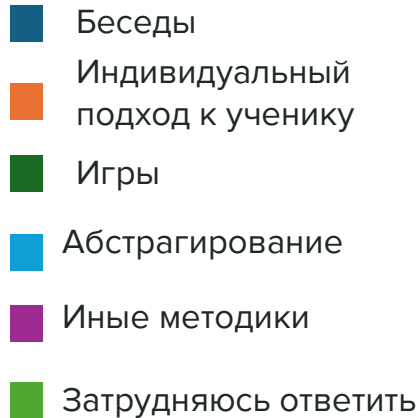 Беседы
Индивидуальный
подход к ученику
Игры
Абстрагирование
Иные методики
Затрудняюсь ответить